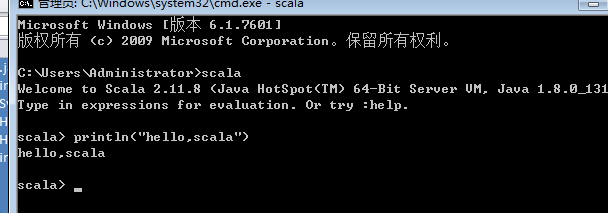 管理员: C:\Windows\system32\cmd.exe - scala
Microsoft Windows [版本 6.1.7601]
版权所有 (c) 2009 Microsoft Corporation。保留所有权利。
C:\Users\Administrator>scala
Welcome to Scala 2.11.8 (Java HotSpot(TM) 64-Bit Server VM, Java 1.8.0_131
Type in expressions for evaluation. Or try :help.
scala> println("hello,scala")
hello,scala
scala>